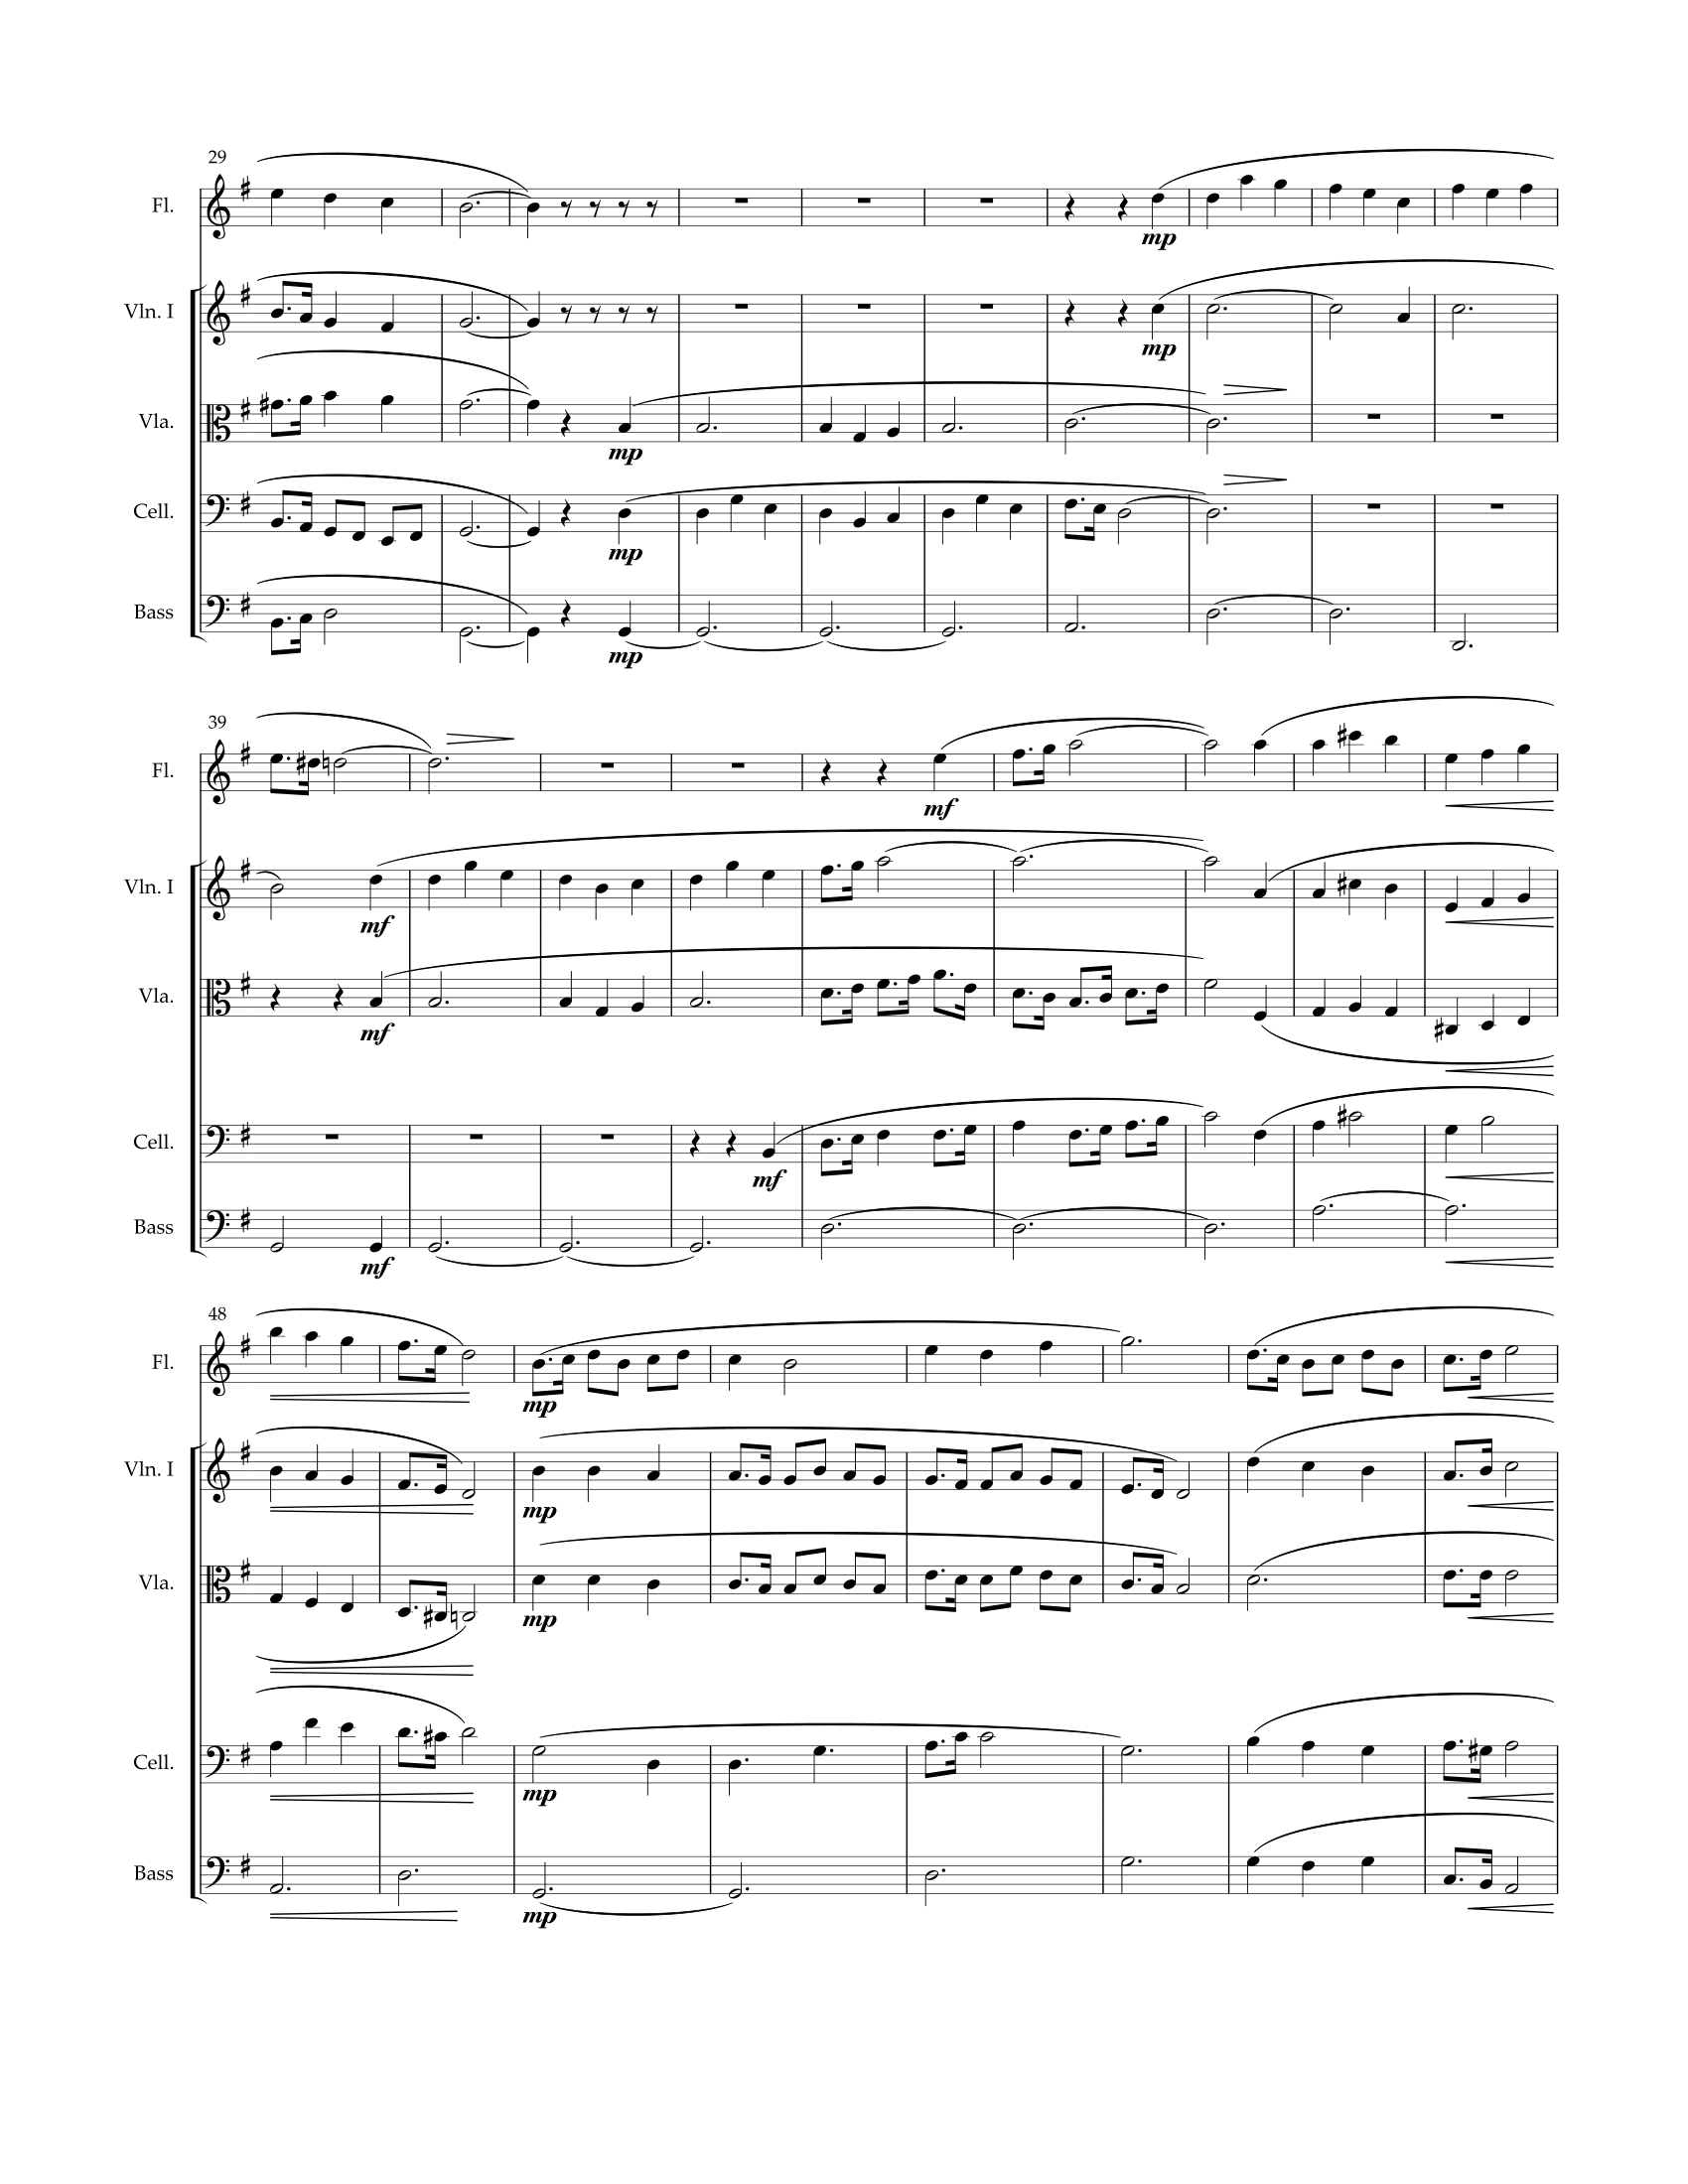 29
Fl.
mp
Vln. I
mp
Vla.
mp
Cell.
mp
Bass
mp
39
Fl.
mf
Vln. I
mf
Vla.
mf
Cell.
mf
Bass
mf
48
Fl.
mp
Vln. I
mp
Vla.
mp
Cell.
mp
Bass
mp